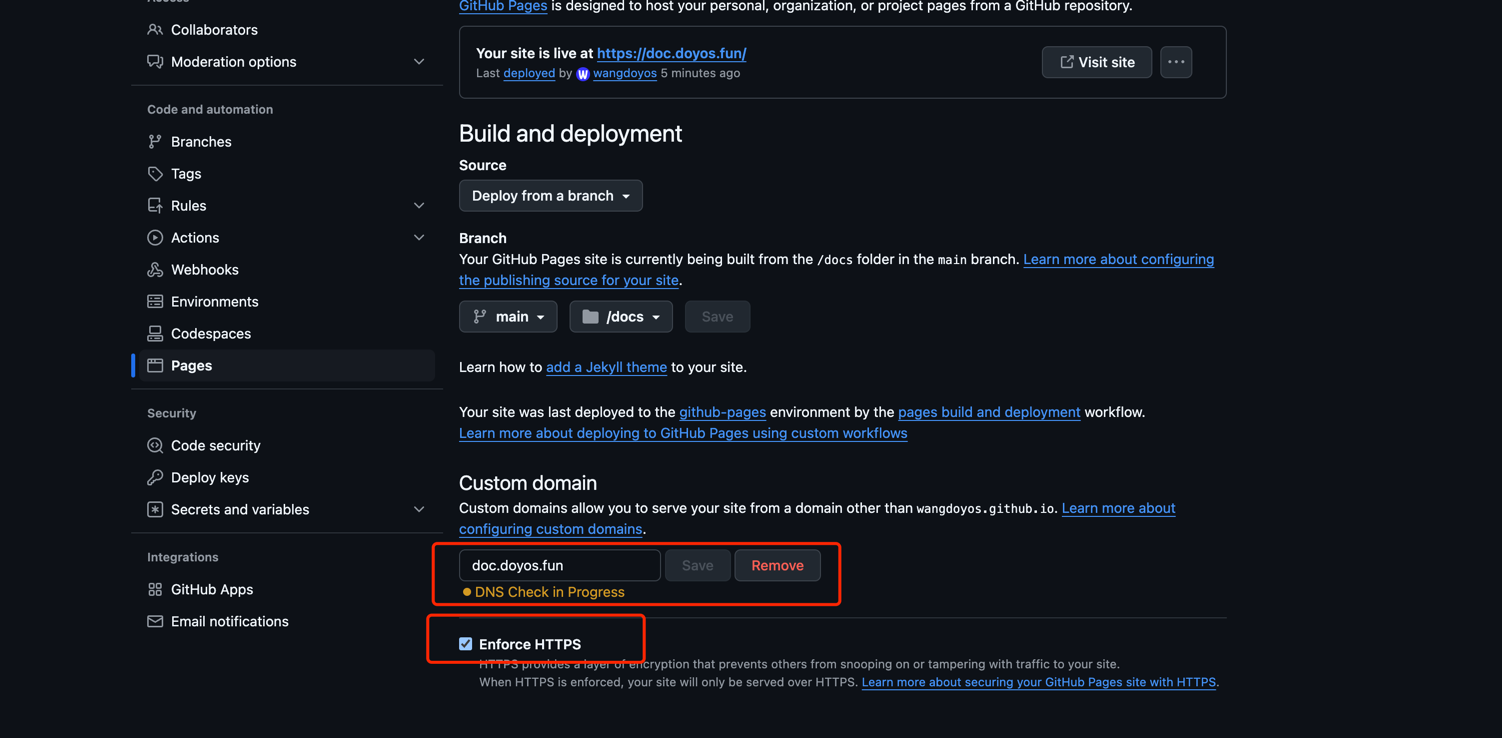 Access
Collaborators
Moderation options
Code and automation
Branches
Tags
Rules
Actions
Webhooks
Environments
Codespaces
Pages
Security
Code security
Deploy keys
Secrets and variables
Integrations
GitHub Apps
Email notifications
GitHub Pages is designed to host your personal, organization, or project pages from a GitHub repository.
Your site is live at https://doc.doyos.fun/
Last deployed by W wangdoyos 5 minutes ago
Visit site
Build and deployment
Source
Deploy from a branch
Branch
Your GitHub Pages site is currently being built from the /docs folder in the main branch. Learn more about configuring
the publishing source for your site.
main /docs Save
Learn how to add a Jekyll theme to your site.
Your site was last deployed to the github-pages environment by the pages build and deployment workflow.
Learn more about deploying to GitHub Pages using custom workflows
Custom domain
Custom domains allow you to serve your site from a domain other than wangdoyos.github.io. Learn more about
configuring custom domains.
doc.doyos.fun Save Remove
DNS Check in Progress
Enforce HTTPS
HTTPS provides a layer of encryption that prevents others from snooping on or tampering with traffic to your site.
When HTTPS is enforced, your site will only be served over HTTPS. Learn more about securing your GitHub Pages site with HTTPS.